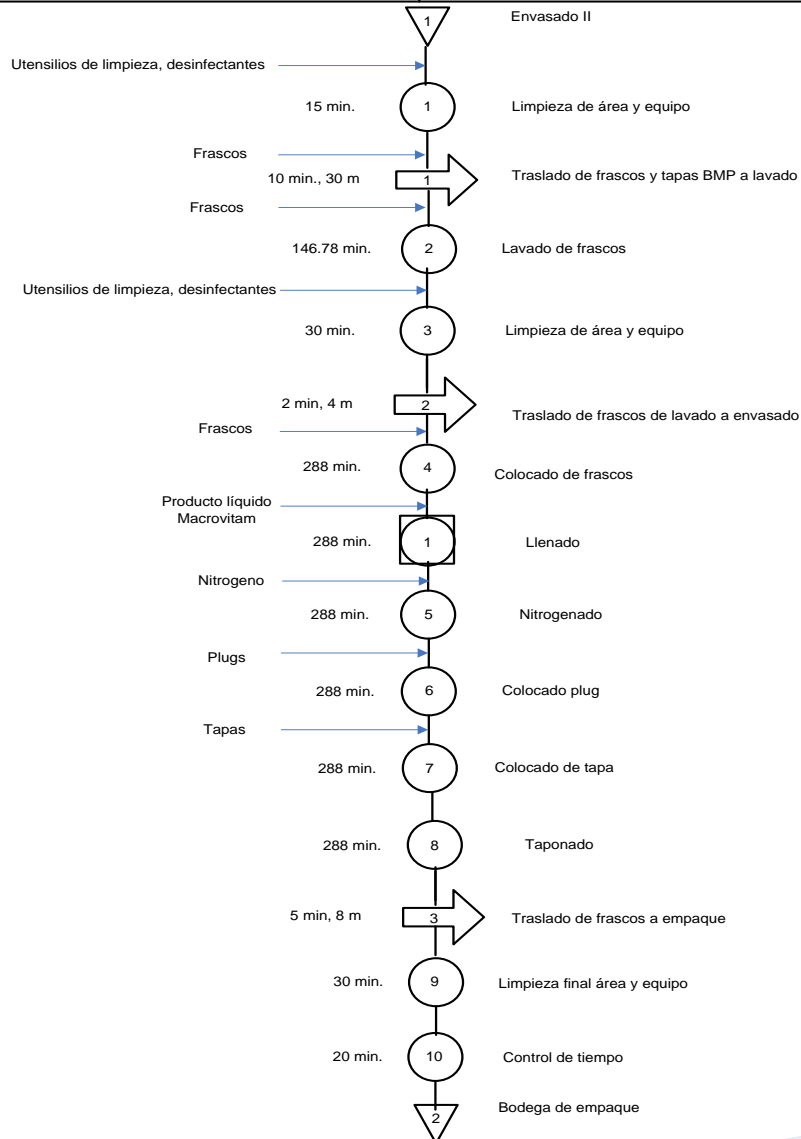 1
Envasado II
Utensilios de limpieza, desinfectantes
15 min.
1
Limpieza de área y equipo
Frascos
10 min., 30 m
1
Traslado de frascos y tapas BMP a lavado
Frascos
146.78 min.
2
Lavado de frascos
Utensilios de limpieza, desinfectantes
30 min.
3
Limpieza de área y equipo
2 min, 4 m
2
Traslado de frascos de lavado a envasado
Frascos
288 min.
4
Colocado de frascos
Producto líquido
Macrovitam
288 min.
1
Llenado
Nitrogeno
288 min.
5
Nitrogenado
Plugs
288 min.
6
Colocado plug
Tapas
288 min.
7
Colocado de tapa
288 min.
8
Taponado
5 min, 8 m
3
Traslado de frascos a empaque
30 min.
9
Limpieza final área y equipo
20 min.
10
Control de tiempo
Bodega de empaque
2